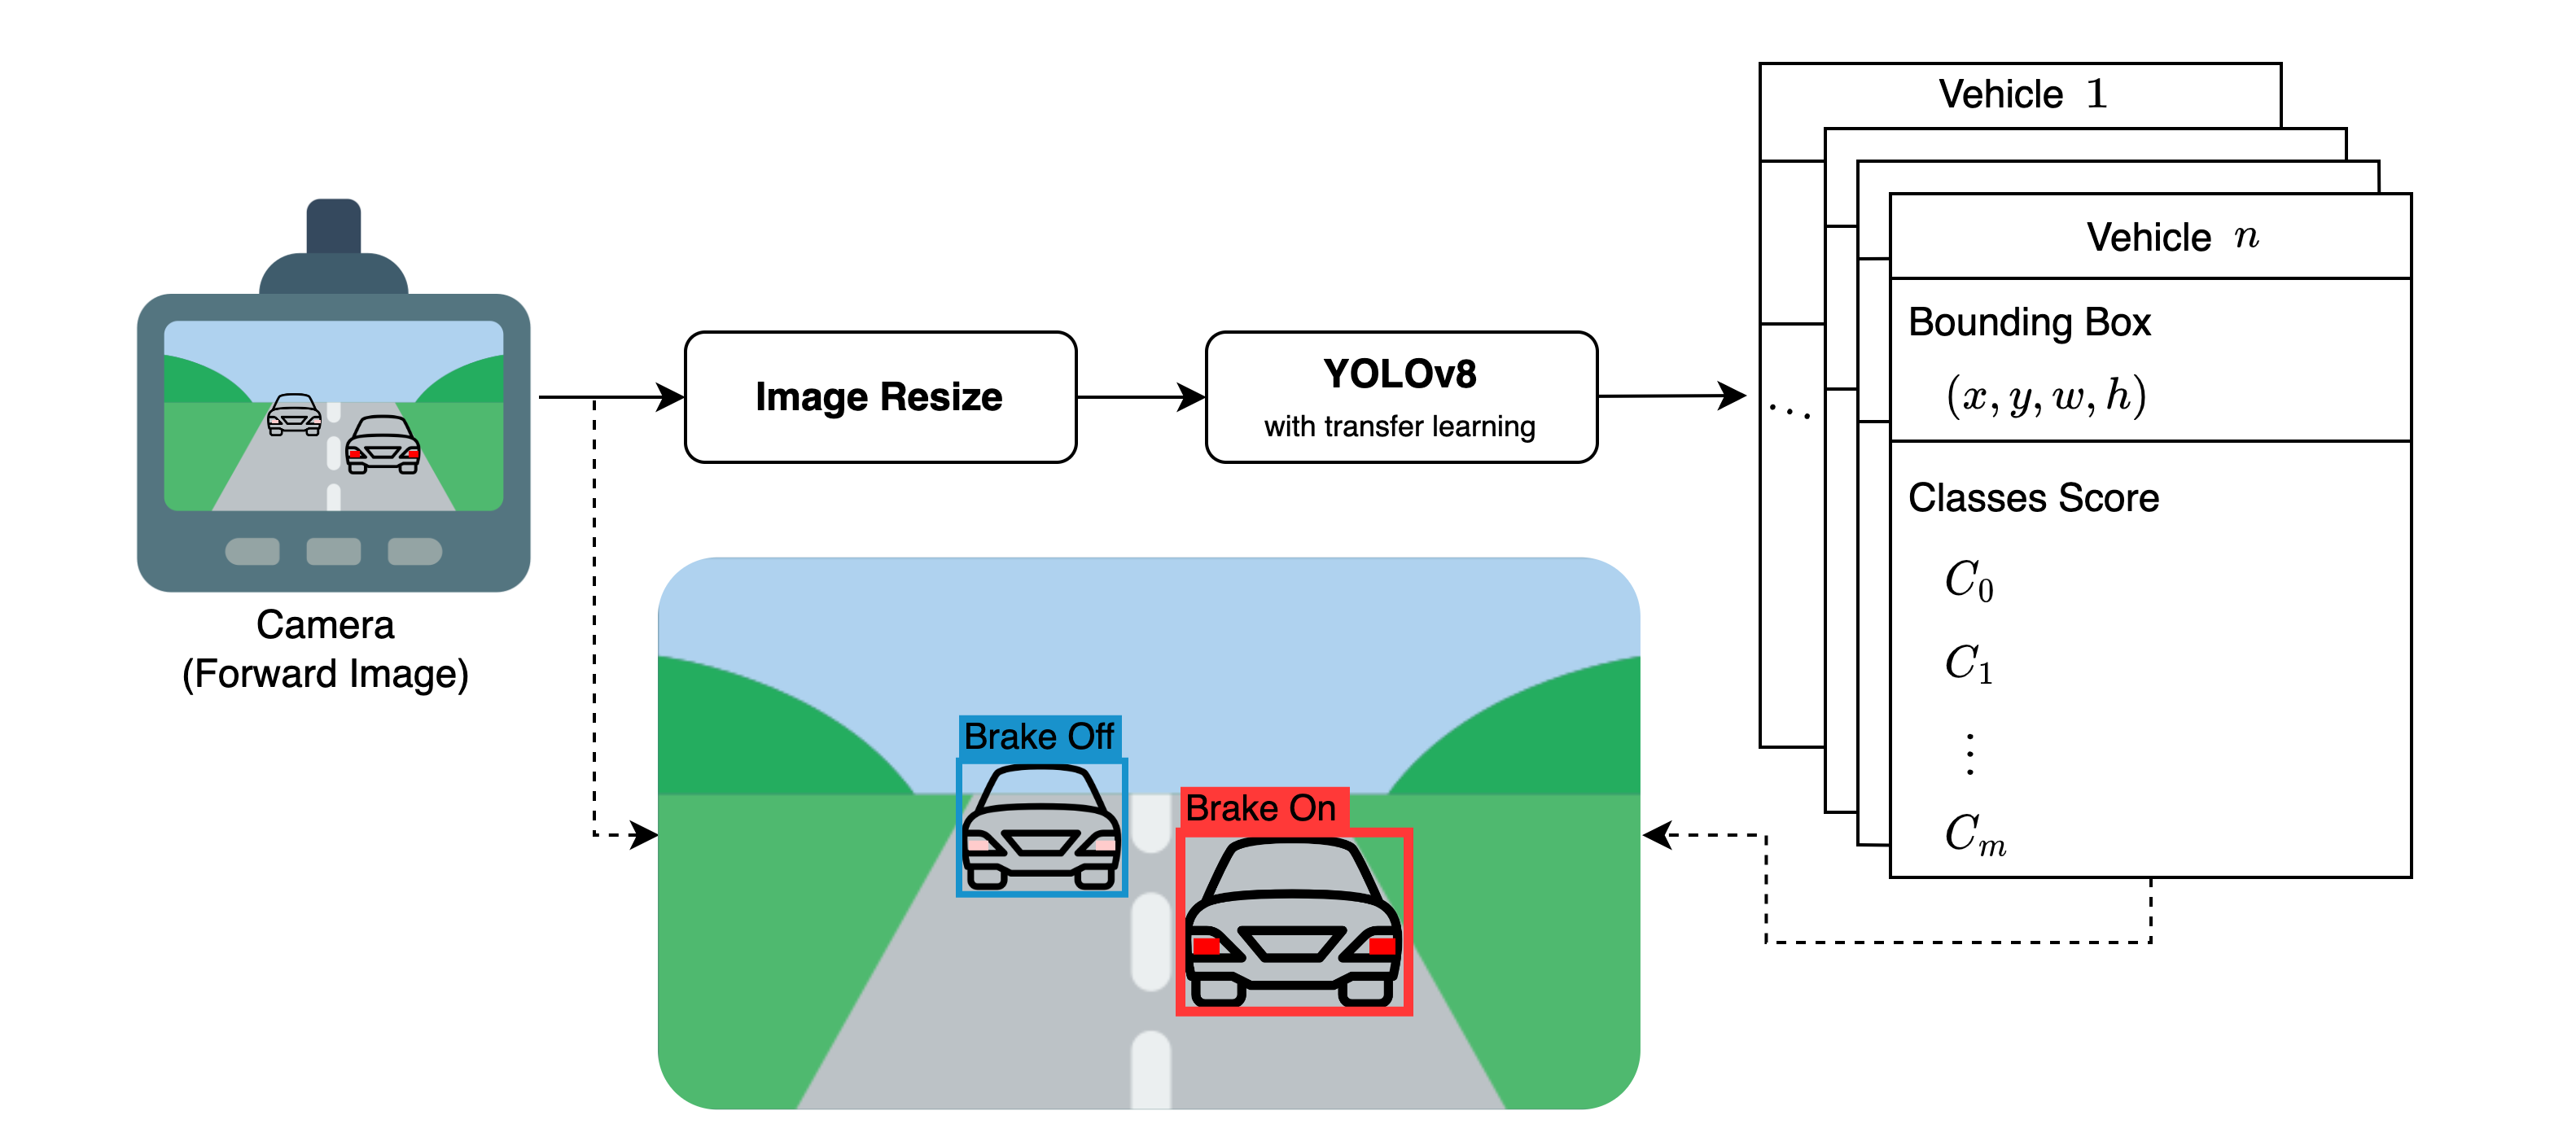 Camera
(Forward Image)
Image Resize
YOLOv8
with transfer learning
Vehicle 1
...
Vehicle n
Bounding Box
(x, y, w, h)
Classes Score
C₀
C₁
⋮
Cₘ
Brake Off
Brake On